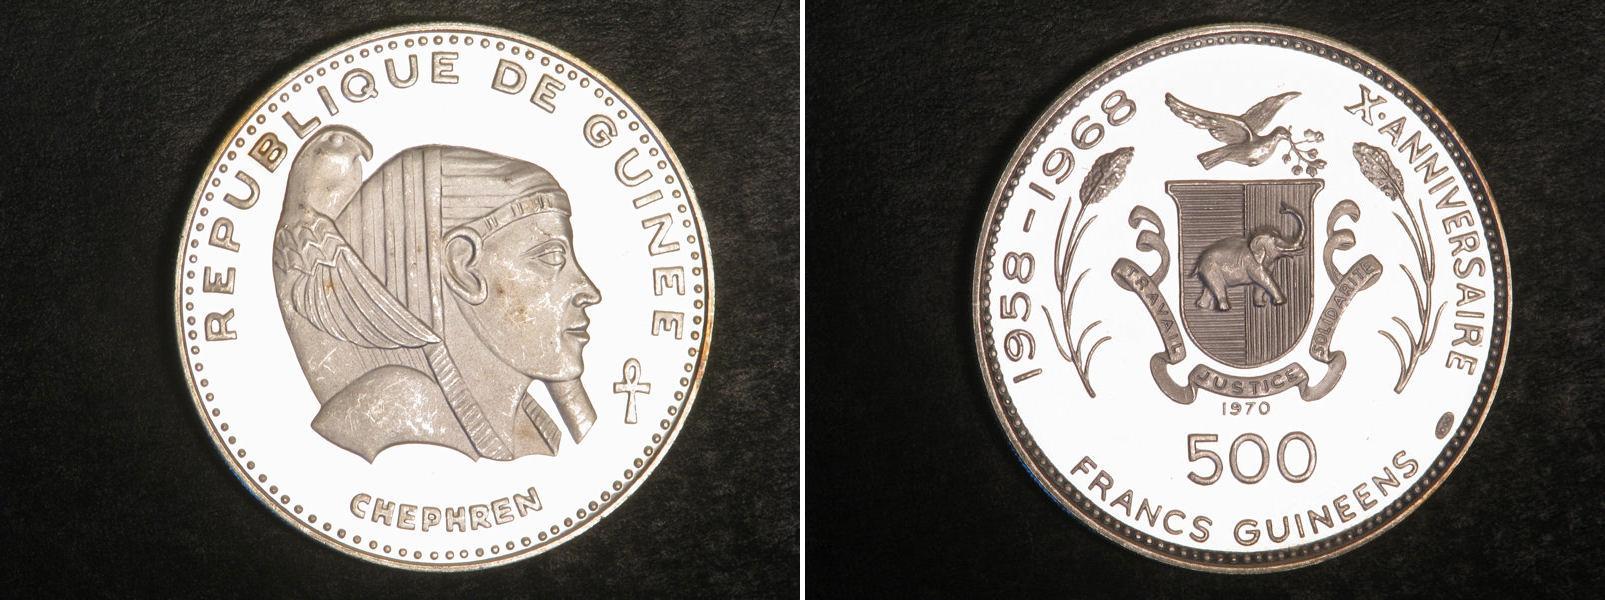 REPUBLIQUE DE GUINEE
CHEPHREN
1958-1968
X·ANNIVERSAIRE
TRAVAIL
JUSTICE
SOLIDARITE
1970
500
FRANCS GUINEENS